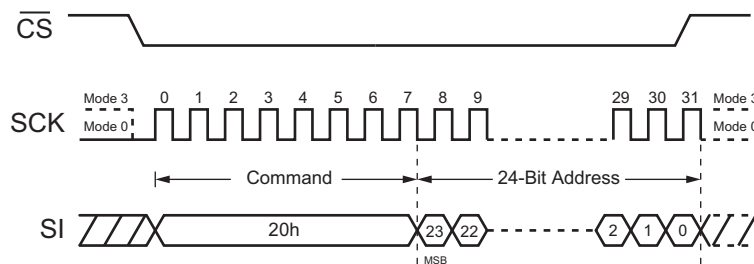 CS
Mode 3 0 1 2 3 4 5 6 7 8 9 29 30 31 Mode 3
SCK
Mode 0 Mode 0
Command 24-Bit Address
SI 20h 23 22 2 1 0
MSB